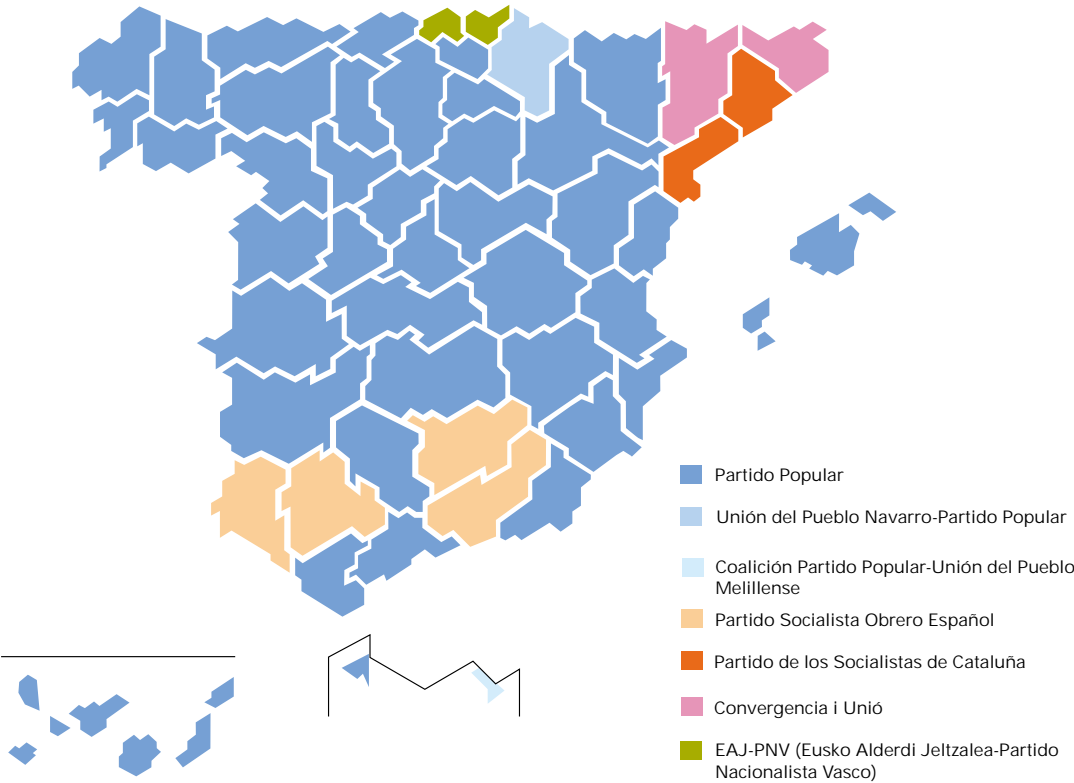 Partido Popular
Unión del Pueblo Navarro-Partido Popular
Coalición Partido Popular-Unión del Pueblo
Melillense
Partido Socialista Obrero Español
Partido de los Socialistas de Cataluña
Convergencia i Unió
EAJ-PNV (Eusko Alderdi Jeltzalea-Partido
Nacionalista Vasco)